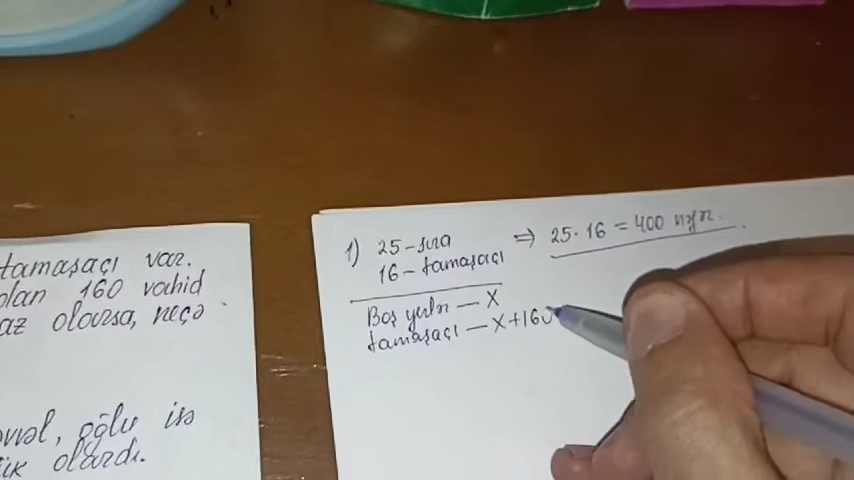 tamaşaçı var.
olan 160 vahid
az olarsa, neçə
əvvəl, oğlu isə
olardı.
1) 25-sıra
16-tamaşaçı
⇒ 25·16=400 nəfər.
Boş yerlər — X
tamaşaçı — X+160